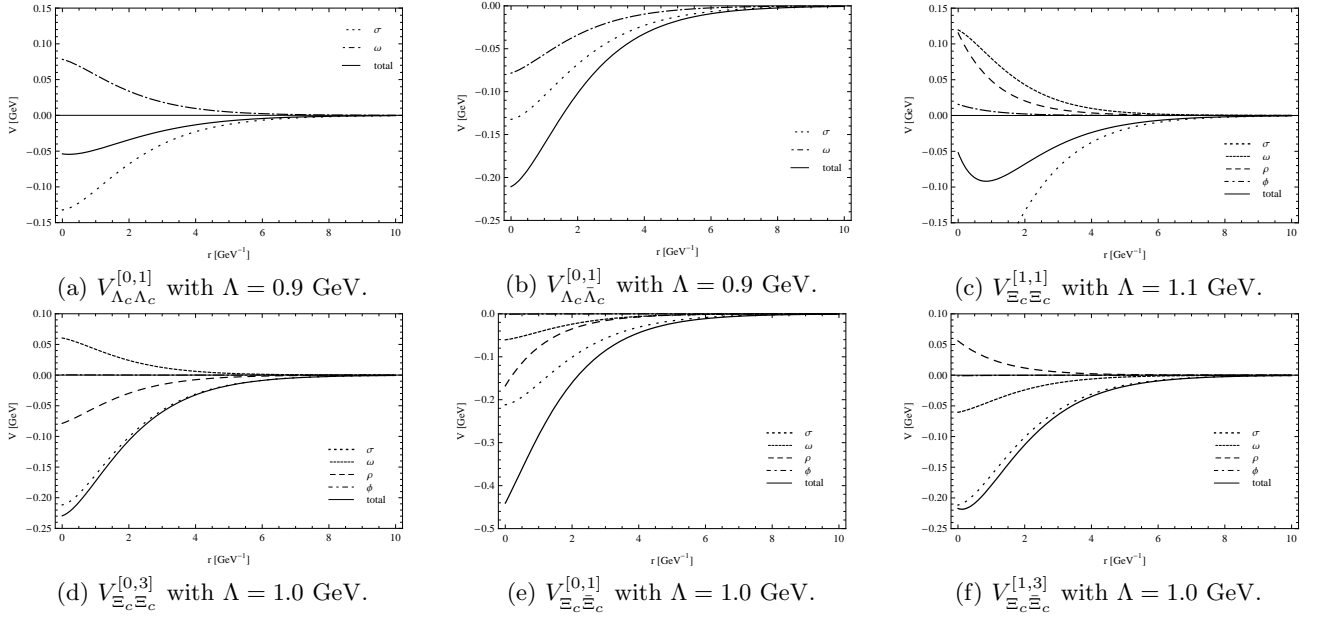 0.15
0.10
0.05
0.00
-0.05
-0.10
-0.15
V [GeV]
σ
ω
total
0 2 4 6 8 10
r [GeV⁻¹]
(a) V^{[0,1]}_{Λ_cΛ_c} with Λ = 0.9 GeV.
0.00
-0.05
-0.10
-0.15
-0.20
-0.25
V [GeV]
σ
ω
total
0 2 4 6 8 10
r [GeV⁻¹]
(b) V^{[0,1]}_{Λ_cΛ̄_c} with Λ = 0.9 GeV.
0.15
0.10
0.05
0.00
-0.05
-0.10
-0.15
V [GeV]
σ
ω
ρ
ϕ
total
0 2 4 6 8 10
r [GeV⁻¹]
(c) V^{[1,1]}_{Ξ_cΞ_c} with Λ = 1.1 GeV.
0.10
0.05
0.00
-0.05
-0.10
-0.15
-0.20
-0.25
V [GeV]
σ
ω
ρ
ϕ
total
0 2 4 6 8 10
r [GeV⁻¹]
(d) V^{[0,3]}_{Ξ_cΞ_c} with Λ = 1.0 GeV.
0.0
-0.1
-0.2
-0.3
-0.4
-0.5
V [GeV]
σ
ω
ρ
ϕ
total
0 2 4 6 8 10
r [GeV⁻¹]
(e) V^{[0,1]}_{Ξ_cΞ̄_c} with Λ = 1.0 GeV.
0.10
0.05
0.00
-0.05
-0.10
-0.15
-0.20
-0.25
V [GeV]
σ
ω
ρ
ϕ
total
0 2 4 6 8 10
r [GeV⁻¹]
(f) V^{[1,3]}_{Ξ_cΞ̄_c} with Λ = 1.0 GeV.